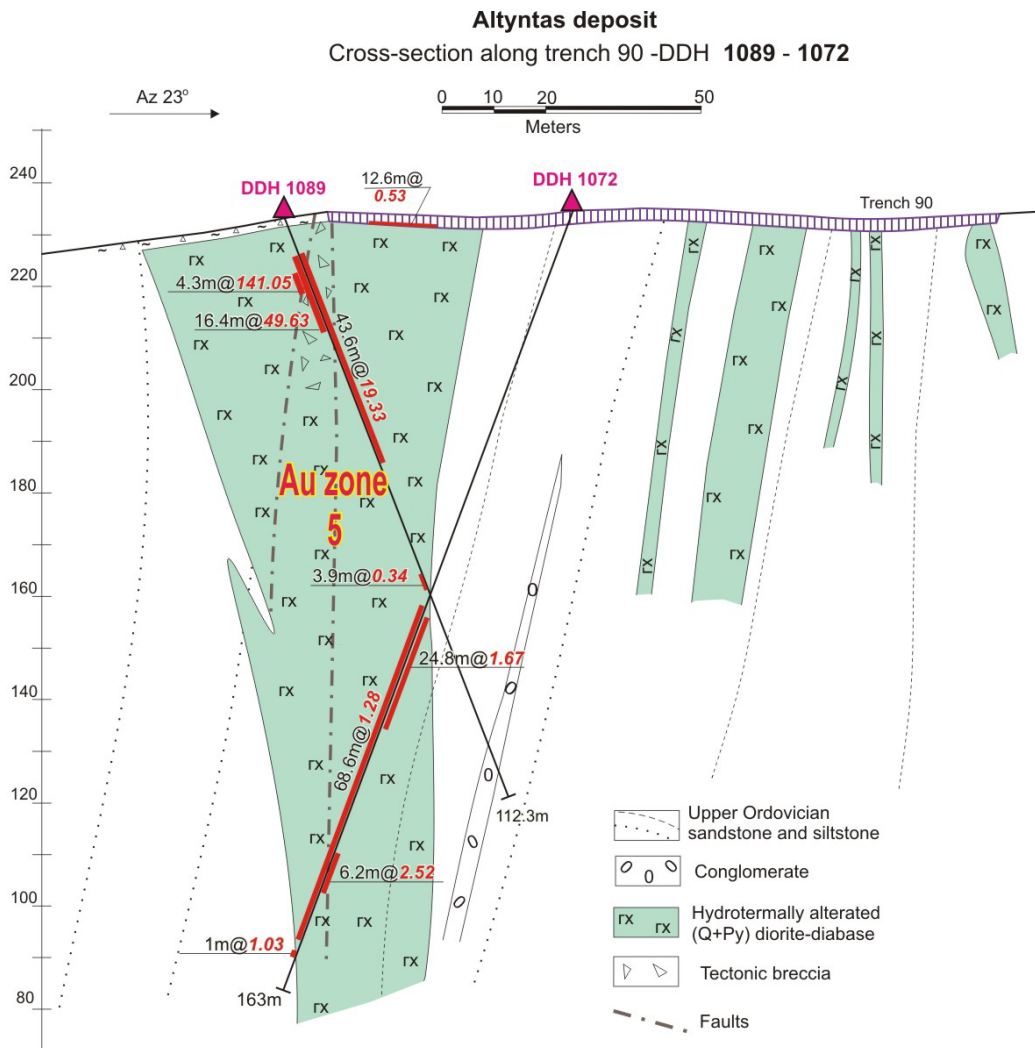 Altyntas deposit
Cross-section along trench 90 -DDH 1089 - 1072
Az 23°
0 10 20 50
Meters
240
220
200
180
160
140
120
100
80
DDH 1089
12.6m@
0.53
DDH 1072
Trench 90
4.3m@141.05
16.4m@49.63
43.6m@19.33
Au zone
5
3.9m@0.34
24.8m@1.67
68.6m@1.28
112.3m
6.2m@2.52
1m@1.03
163m
Upper Ordovician
sandstone and siltstone
Conglomerate
Hydrotermally alterated
(Q+Py) diorite-diabase
Tectonic breccia
Faults